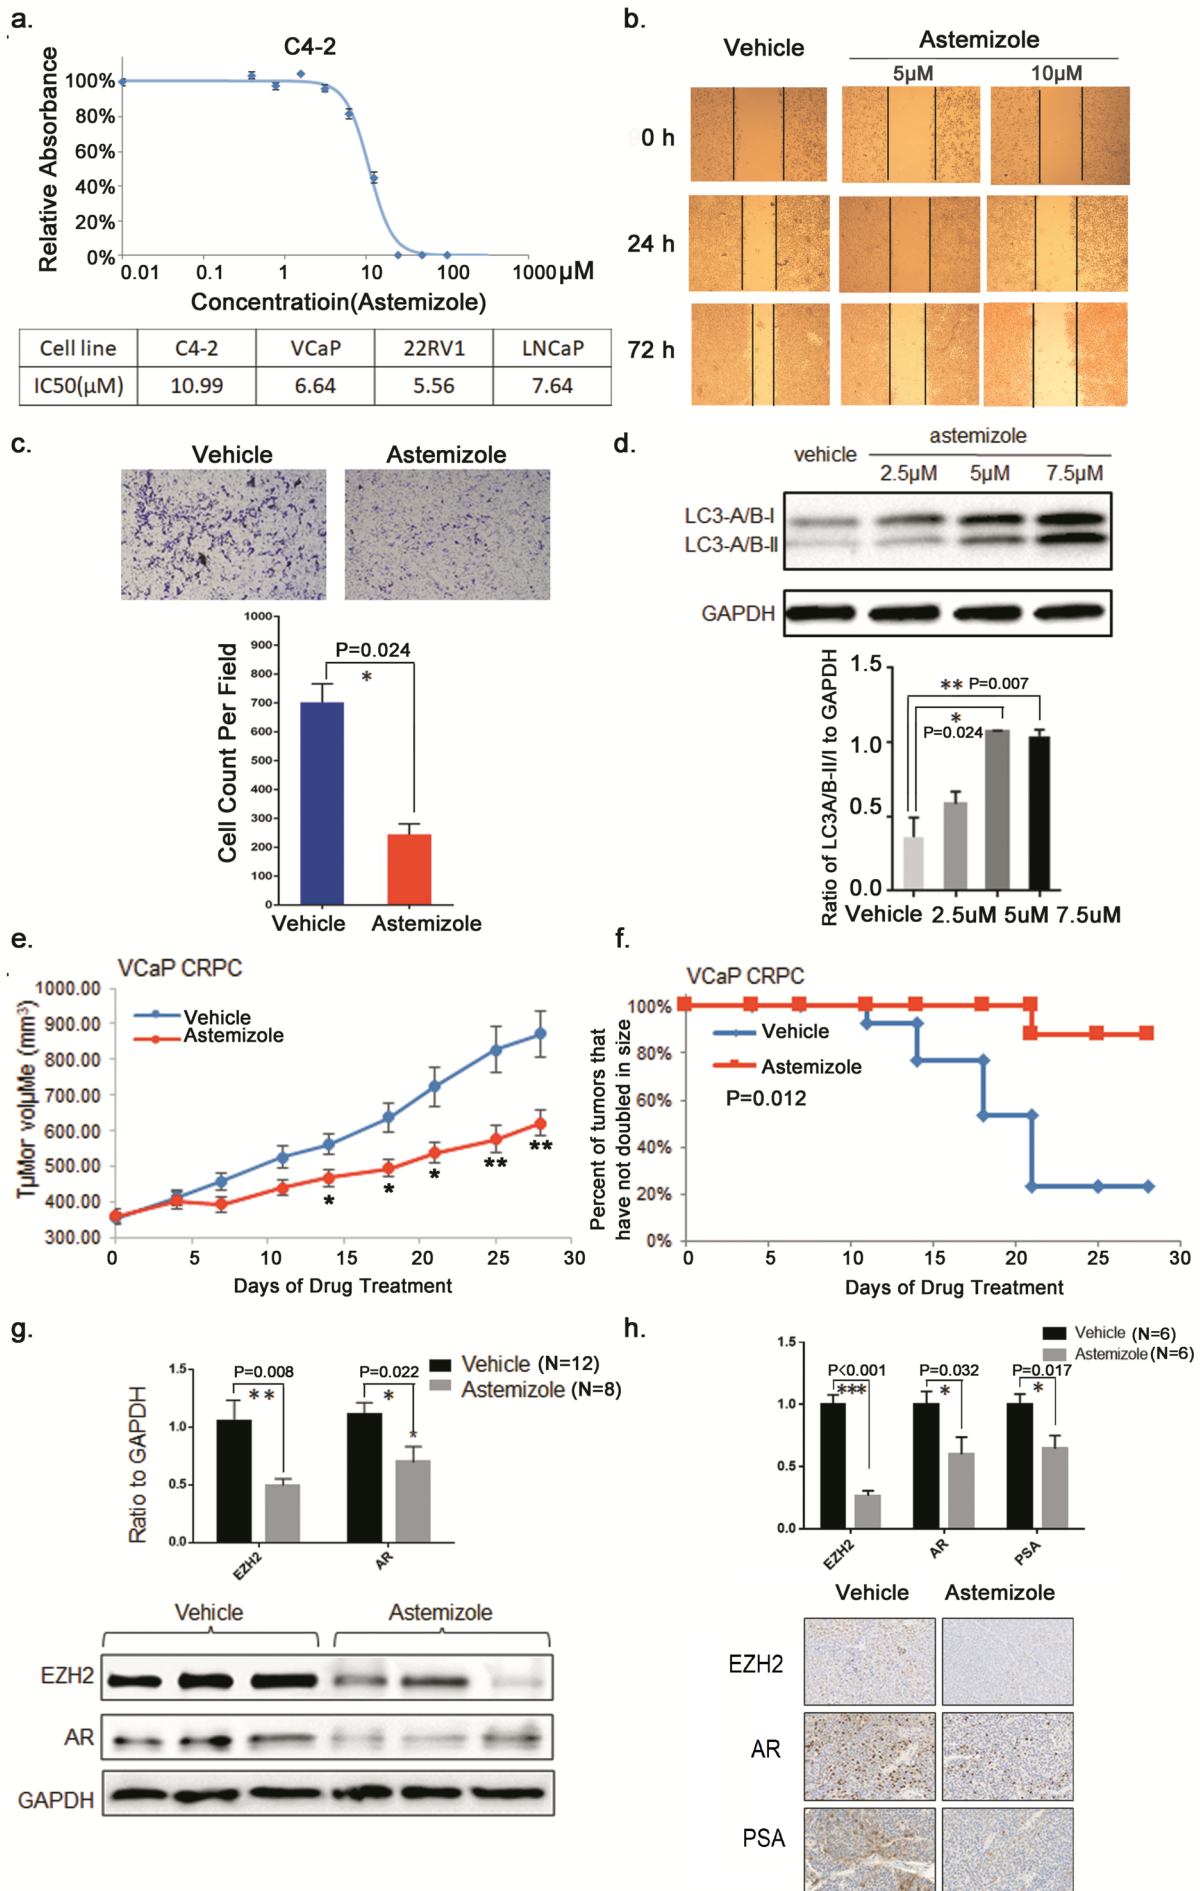 a.
C4-2
Relative Absorbance
100%
80%
60%
40%
20%
0%
0.01 0.1 1 10 100 1000 µM
Concentratioin(Astemizole)
Cell line C4-2 VCaP 22RV1 LNCaP
IC50(µM) 10.99 6.64 5.56 7.64
b.
Vehicle
Astemizole
5µM 10µM
0 h
24 h
72 h
c.
Vehicle Astemizole
Cell Count Per Field
1000
900
800
700
600
500
400
300
200
100
0
P=0.024
*
Vehicle Astemizole
d.
vehicle
astemizole
2.5µM 5µM 7.5µM
LC3-A/B-I
LC3-A/B-II
GAPDH
Ratio of LC3A/B-II/I to GAPDH
1.5
1.0
0.5
0.0
** P=0.007
*
P=0.024
Vehicle 2.5uM 5uM 7.5uM
e.
VCaP CRPC
TµMor volµMe (mm³)
1000.00
900.00
800.00
700.00
600.00
500.00
400.00
300.00
Vehicle
Astemizole
* * * ** **
0 5 10 15 20 25 30
Days of Drug Treatment
f.
VCaP CRPC
Percent of tumors that
have not doubled in size
100%
80%
60%
40%
20%
0%
Vehicle
Astemizole
P=0.012
0 5 10 15 20 25 30
Days of Drug Treatment
g.
Ratio to GAPDH
1.5
1.0
0.5
0.0
P=0.008
**
P=0.022
*
*
Vehicle (N=12)
Astemizole (N=8)
EZH2 AR
Vehicle Astemizole
EZH2
AR
GAPDH
h.
Vehicle (N=6)
Astemizole (N=6)
1.5
1.0
0.5
0.0
P<0.001 P=0.032 P=0.017
*** * *
EZH2 AR PSA
Vehicle Astemizole
EZH2
AR
PSA